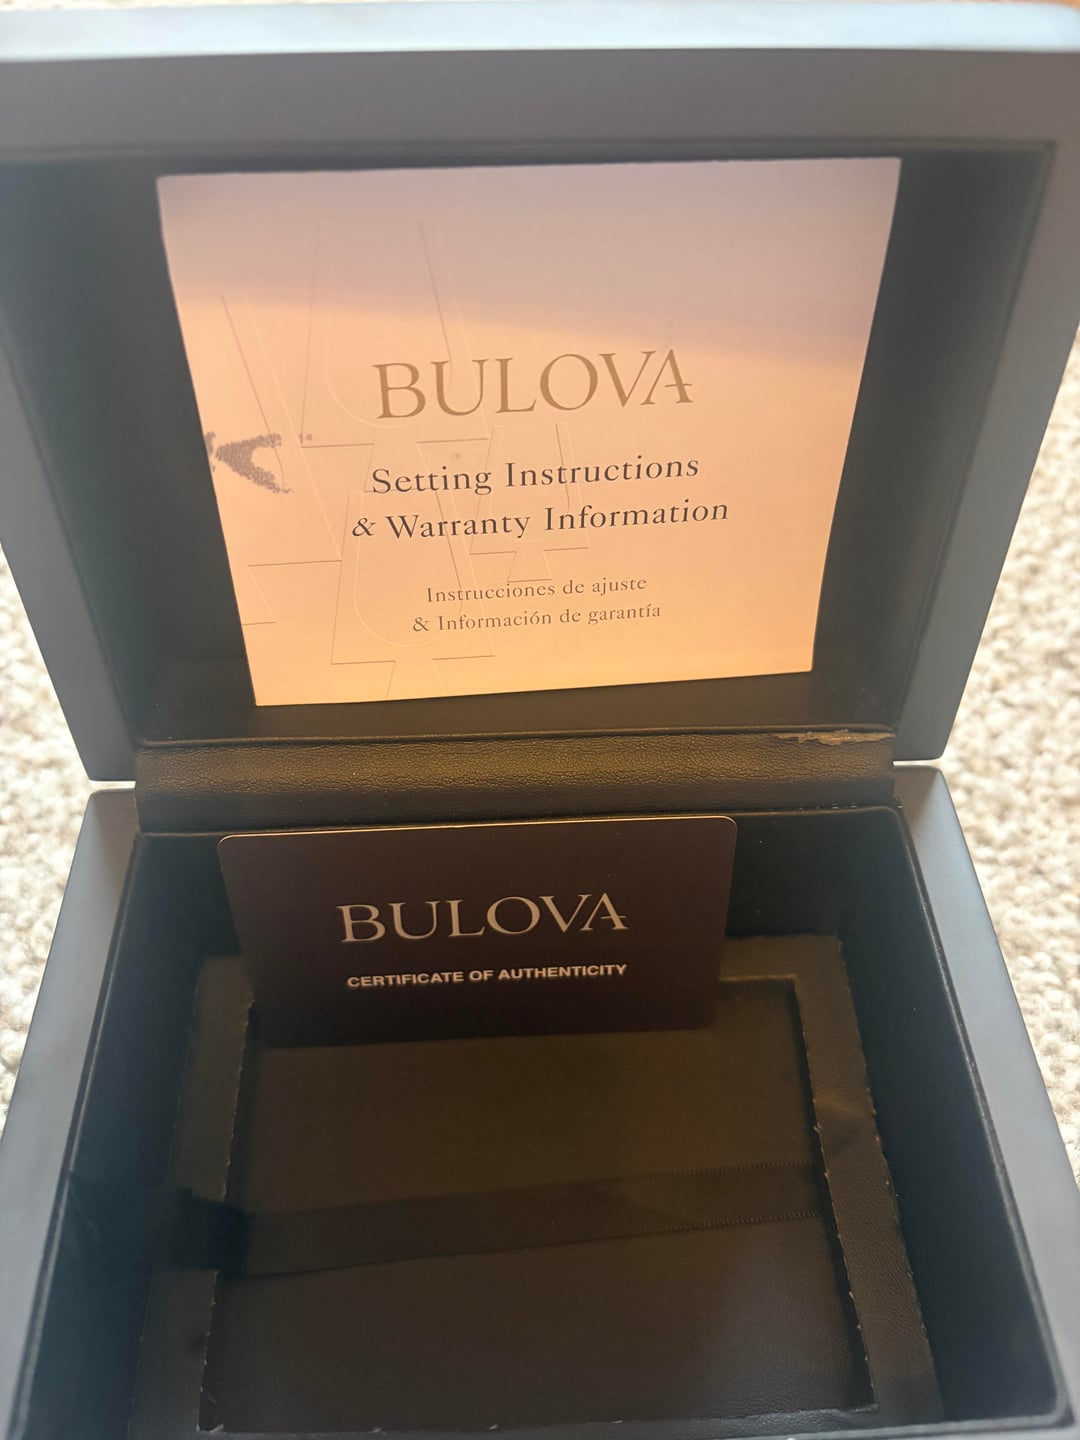 BULOVA
Setting Instructions
& Warranty Information
Instrucciones de ajuste
& Información de garantía
BULOVA
CERTIFICATE OF AUTHENTICITY